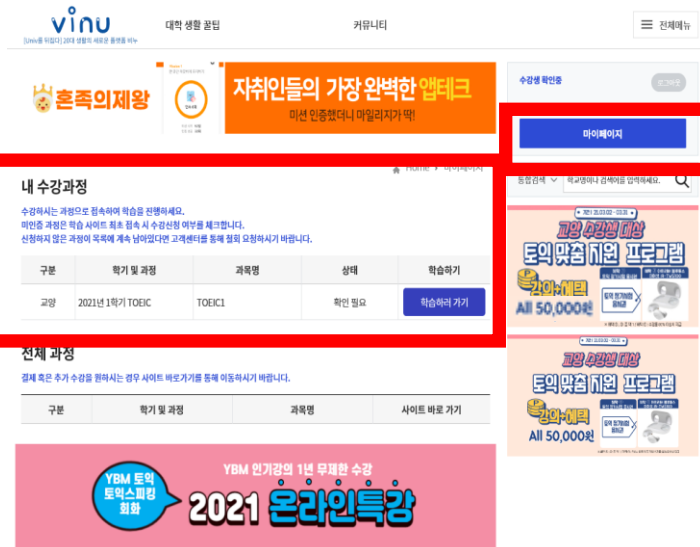 vinu
[Univ를 뒤집다] 20대 생활의 새로운 플랫폼 비누
대학 생활 꿀팁
커뮤니티
전체메뉴
혼족의제왕
자취인들의 가장 완벽한 앱테크
미션 인증했더니 마일리지가 딱!
수강생 확인중
로그아웃
마이페이지
Home > 마이페이지
통합검색
학교명이나 검색어를 입력하세요.
내 수강과정
수강하시는 과정으로 접속하여 학습을 진행하세요.
미인증 과정은 학습 사이트 최초 접속 시 수강신청 여부를 체크합니다.
신청하지 않은 과정이 목록에 계속 남아있다면 고객센터를 통해 철회 요청하시기 바랍니다.
구분 학기 및 과정 과목명 상태 학습하기
교양 2021년 1학기 TOEIC TOEIC1 확인 필요 학습하러 가기
교양 수강생 대상
토익 맞춤 지원 프로그램
강의+혜택
All 50,000원
전체 과정
결제 혹은 추가 수강을 원하시는 경우 사이트 바로가기를 통해 이동하시기 바랍니다.
구분 학기 및 과정 과목명 사이트 바로 가기
교양 수강생 대상
토익 맞춤 지원 프로그램
강의+혜택
All 50,000원
YBM 토익
토익스피킹
회화
YBM 인기강의 1년 무제한 수강
2021 온라인특강